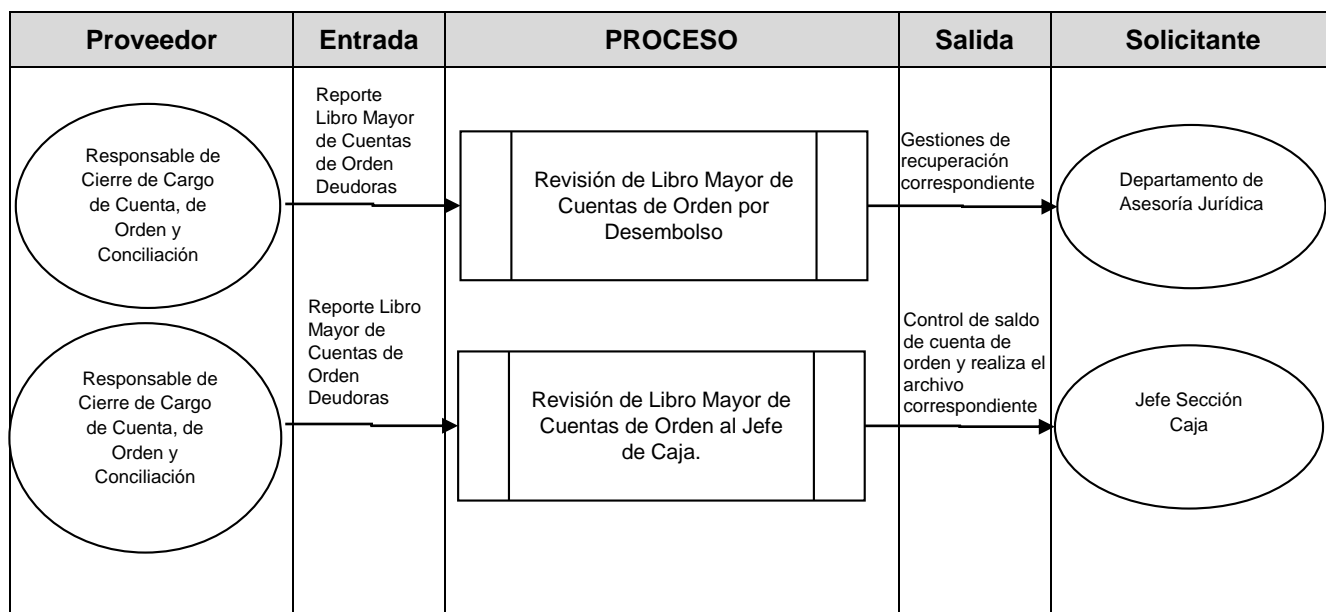 Proveedor
Entrada
PROCESO
Salida
Solicitante
Responsable de
Cierre de Cargo
de Cuenta, de
Orden y
Conciliación
Reporte
Libro Mayor
de Cuentas
de Orden
Deudoras
Revisión de Libro Mayor de
Cuentas de Orden por
Desembolso
Gestiones de
recuperación
correspondiente
Departamento de
Asesoría Jurídica
Responsable de
Cierre de Cargo
de Cuenta, de
Orden y
Conciliación
Reporte Libro
Mayor de
Cuentas de
Orden
Deudoras
Revisión de Libro Mayor de
Cuentas de Orden al Jefe
de Caja.
Control de saldo
de cuenta de
orden y realiza el
archivo
correspondiente
Jefe Sección
Caja